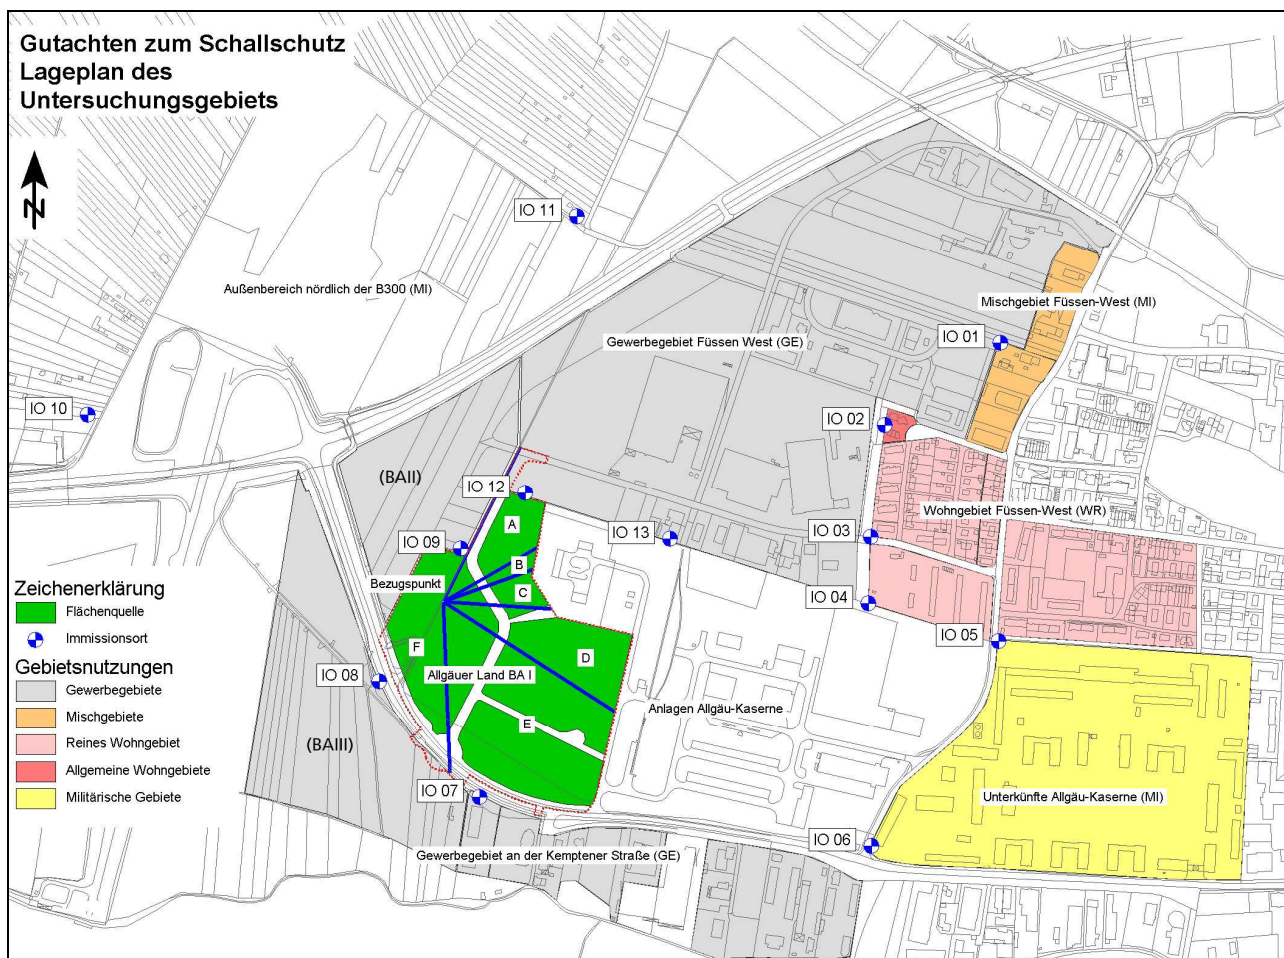 Gutachten zum Schallschutz
Lageplan des
Untersuchungsgebiets
N
IO 11
Außenbereich nördlich der B300 (MI)
Mischgebiet Füssen-West (MI)
IO 01
Gewerbegebiet Füssen West (GE)
IO 10
IO 02
(BAII)
IO 12
A
Wohngebiet Füssen-West (WR)
IO 03
IO 13
IO 09
B
Bezugspunkt
C
IO 04
IO 05
F
D
Allgäuer Land BA I
IO 08
Anlagen Allgäu-Kaserne
E
(BAIII)
IO 07
Unterkünfte Allgäu-Kaserne (MI)
IO 06
Gewerbegebiet an der Kemptener Straße (GE)
Zeichenerklärung
Flächenquelle
Immissionsort
Gebietsnutzungen
Gewerbegebiete
Mischgebiete
Reines Wohngebiet
Allgemeine Wohngebiete
Militärische Gebiete